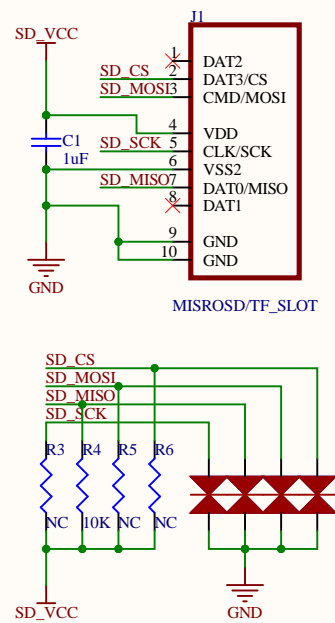 J1
SD_VCC
1 DAT2
SD_CS 2 DAT3/CS
SD_MOSI 3 CMD/MOSI
4 VDD
C1 SD_SCK 5 CLK/SCK
1uF 6 VSS2
SD_MISO 7 DAT0/MISO
8 DAT1
9 GND
10 GND
GND
MISROSD/TF_SLOT
SD_CS
SD_MOSI
SD_MISO
SD_SCK
R3 R4 R5 R6
NC 10K NC NC
SD_VCC GND